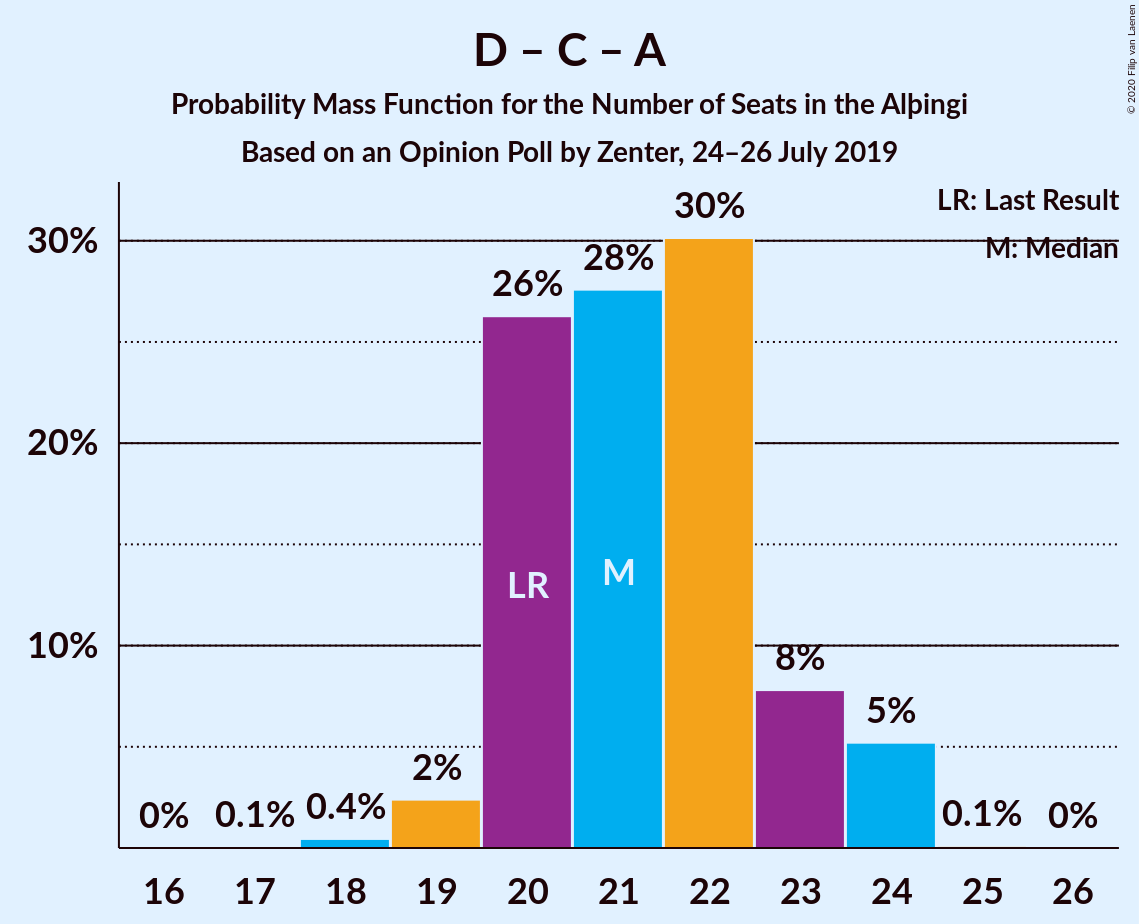 D – C – A
Probability Mass Function for the Number of Seats in the Alþingi
Based on an Opinion Poll by Zenter, 24–26 July 2019
© 2020 Filip van Laenen
LR: Last Result
M: Median
30%
20%
10%
0%
0.1%
0.4%
2%
26%
28%
30%
8%
5%
0.1%
0%
LR
M
16 17 18 19 20 21 22 23 24 25 26